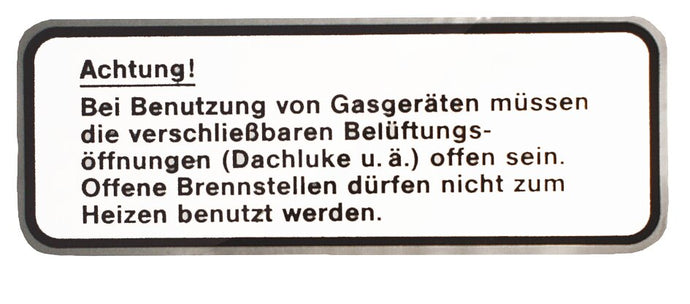 Achtung!
Bei Benutzung von Gasgeräten müssen
die verschließbaren Belüftungs-
öffnungen (Dachluke u. ä.) offen sein.
Offene Brennstellen dürfen nicht zum
Heizen benutzt werden.